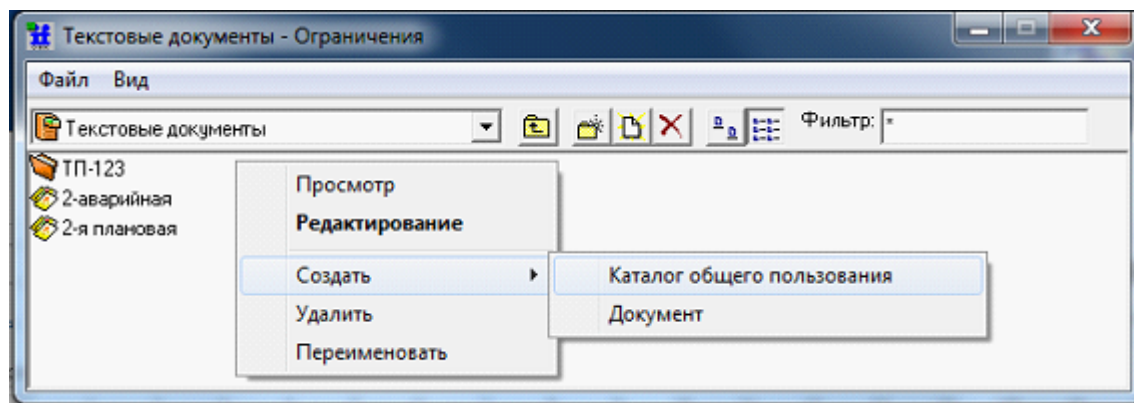 Текстовые документы - Ограничения
Файл Вид
Текстовые документы Фильтр: *
ТП-123
2-аварийная
2-я плановая
Просмотр
Редактирование
Создать
Удалить
Переименовать
Каталог общего пользования
Документ